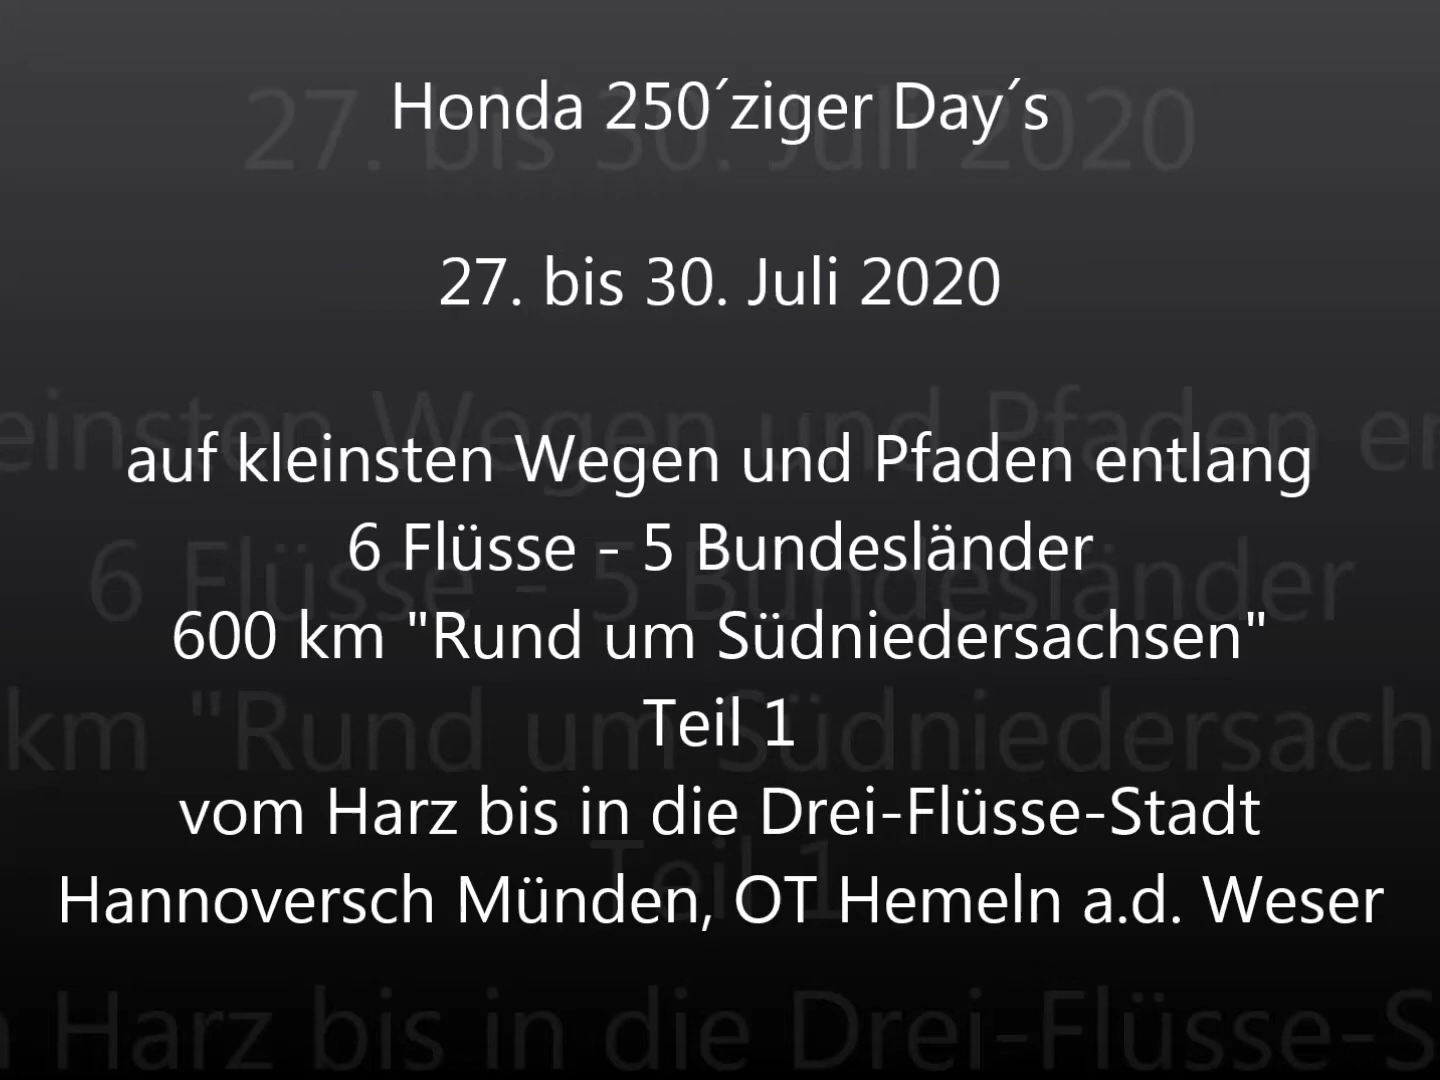 Honda 250´ziger Day´s
27. bis 30. Juli 2020
auf kleinsten Wegen und Pfaden entlang
6 Flüsse - 5 Bundesländer
600 km "Rund um Südniedersachsen"
Teil 1
vom Harz bis in die Drei-Flüsse-Stadt
Hannoversch Münden, OT Hemeln a.d. Weser